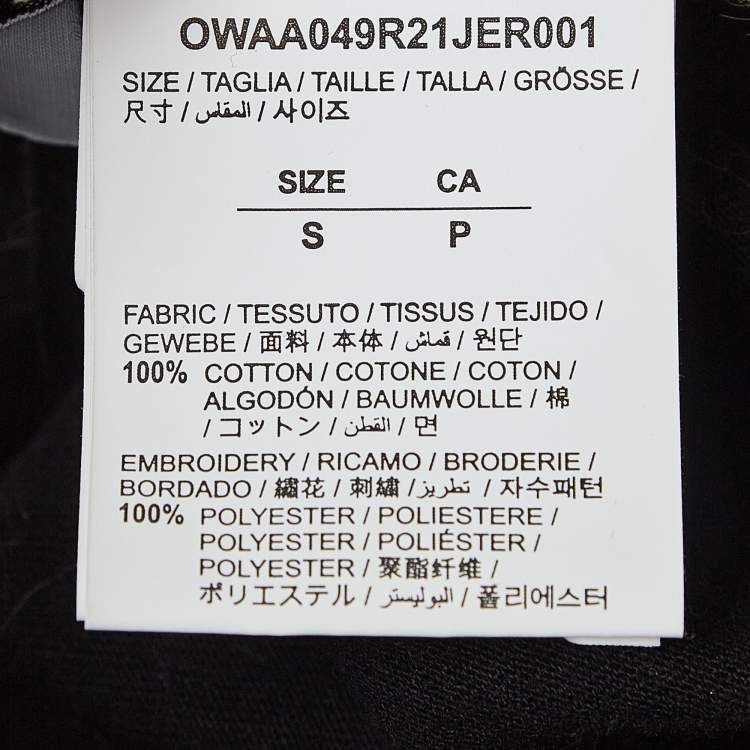 OWAA049R21JER001
SIZE / TAGLIA / TAILLE / TALLA / GRÖSSE /
尺寸 / المقاس / 사이즈
SIZE CA
S P
FABRIC / TESSUTO / TISSUS / TEJIDO /
GEWEBE / 面料 / 本体 / قماش / 원단
100% COTTON / COTONE / COTON /
ALGODÓN / BAUMWOLLE / 棉
/ コットン / القطن / 면
EMBROIDERY / RICAMO / BRODERIE /
BORDADO / 繡花 / 刺繡 / تطريز / 자수패턴
100% POLYESTER / POLIESTERE /
POLYESTER / POLIÉSTER /
POLYESTER / 聚酯纤维 /
ポリエステル / البوليستر / 폴리에스터